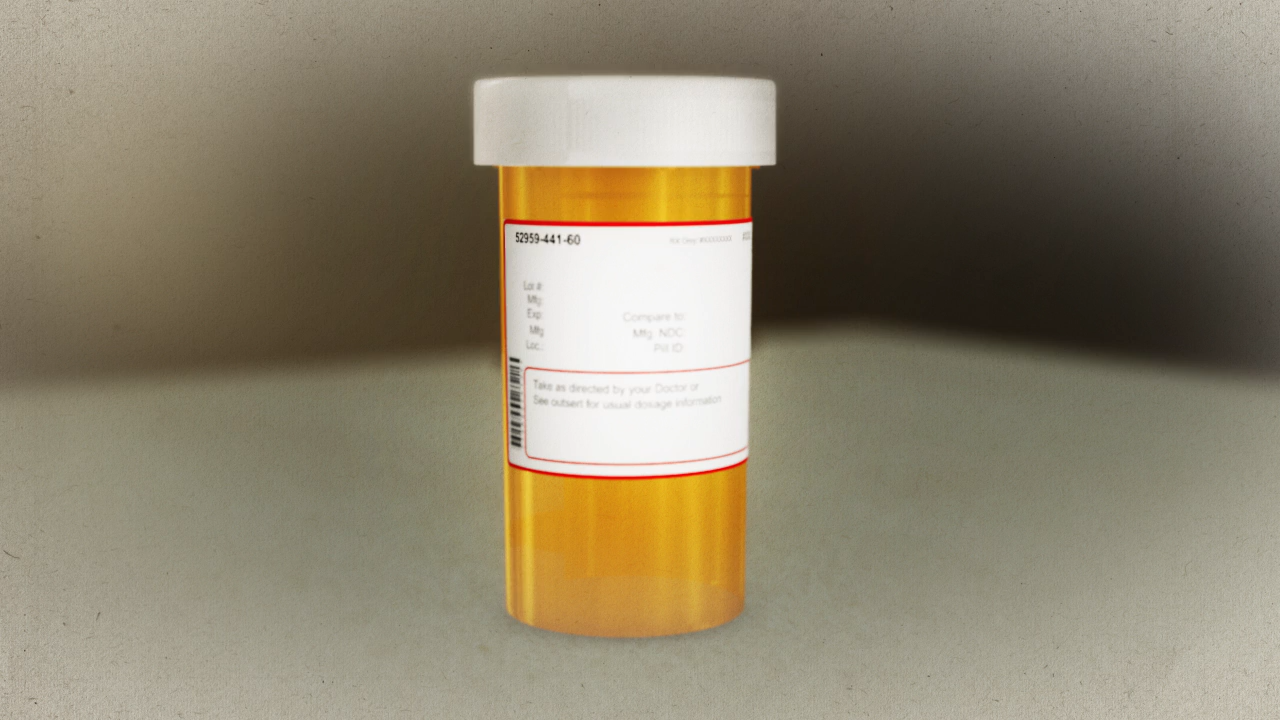 52959-441-60
Lot #:
Mfg:
Exp:
Mfg
Loc.:
Compare to:
Mfg. NDC
Pill ID
Take as directed by your Doctor or
See outsert for usual dosage information